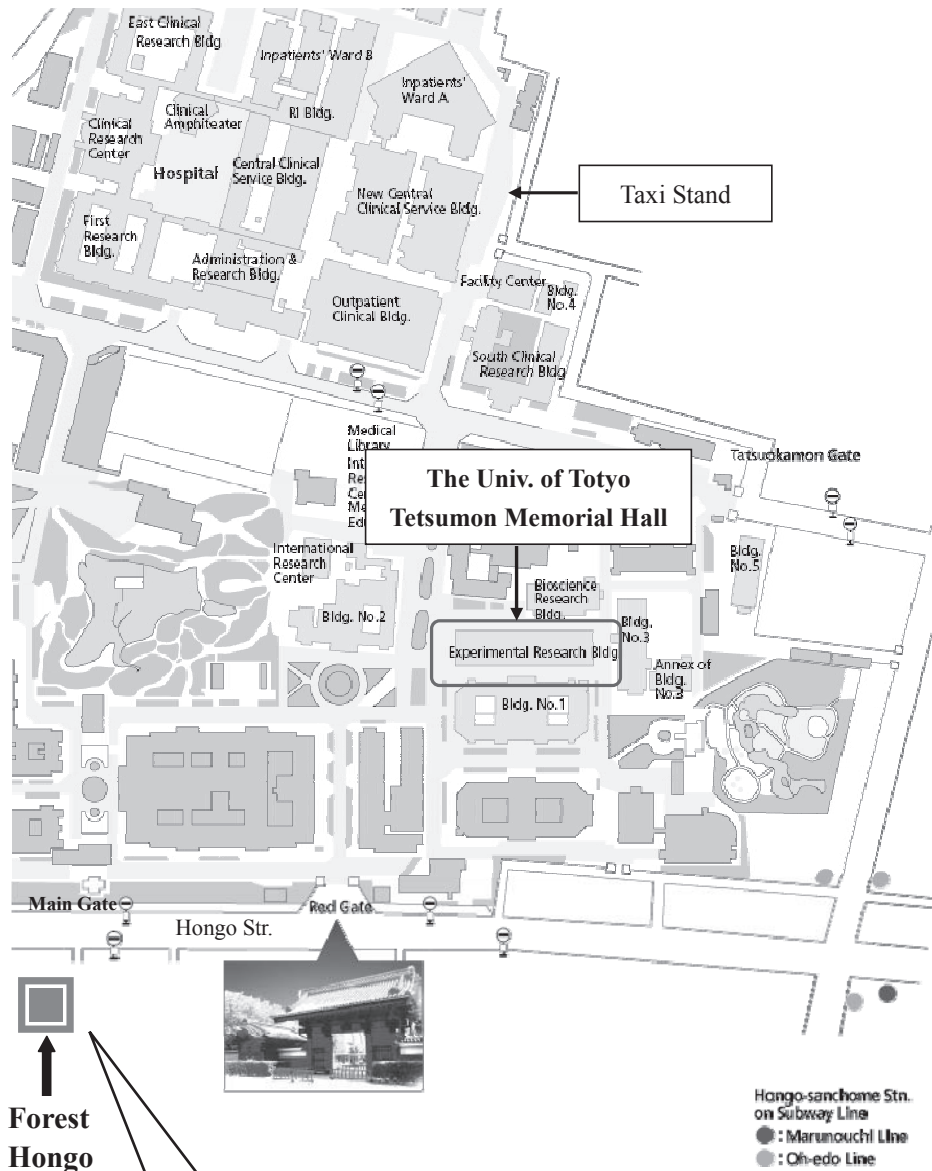 East Clinical
Research Bldg
Inpatients' Ward B
Inpatients'
Ward A
RI Bldg.
Clinical
Amphiteater
Clinical
Research
Center
Hospital
Central Clinical
Service Bldg.
New Central
Clinical Service Bldg.
Taxi Stand
First
Research
Bldg.
Administration &
Research Bldg.
Facility Center
Bldg.
No.4
Outpatient
Clinical Bldg.
South Clinical
Research Bldg
Medical
Library
Tatsuokamon Gate
The Univ. of Totyo
Tetsumon Memorial Hall
International
Research
Center
Bldg.
No.5
Bioscience
Research
Bldg.
Bldg. No.2
Bldg.
No.3
Experimental Research Bldg
Annex of
Bldg.
No.3
Bldg. No.1
Main Gate
Red Gate
Hongo Str.
Forest
Hongo
Hongo-sanchome Stn.
on Subway Line
: Marunouchi Line
: Oh-edo Line